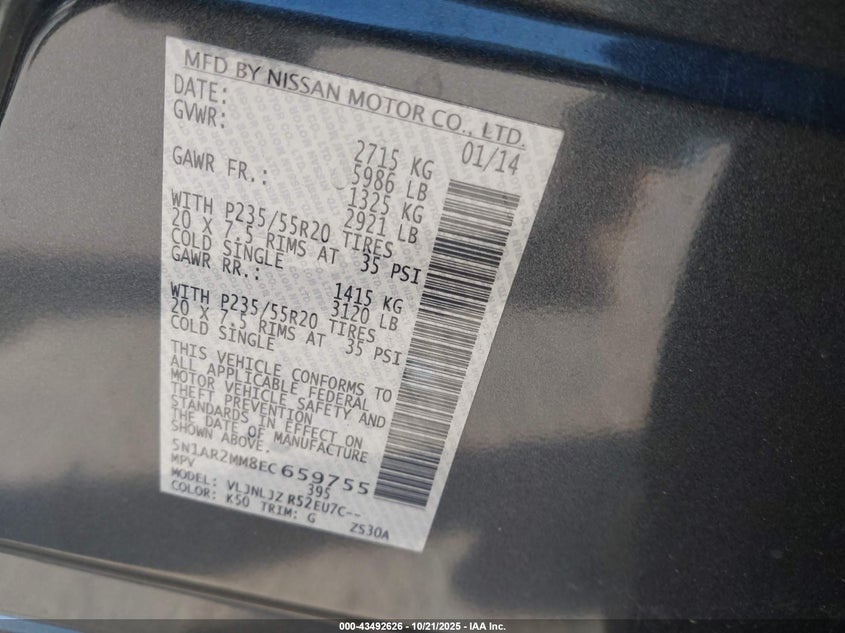 MFD BY NISSAN MOTOR CO., LTD.
DATE: 01/14
GVWR: 2715 KG
5986 LB
GAWR FR.: 1325 KG
2921 LB
WITH P235/55R20 TIRES
20 X 7.5 RIMS AT 35 PSI
COLD SINGLE
GAWR RR.: 1415 KG
3120 LB
WITH P235/55R20 TIRES
20 X 7.5 RIMS AT 35 PSI
COLD SINGLE
THIS VEHICLE CONFORMS TO
ALL APPLICABLE FEDERAL
MOTOR VEHICLE SAFETY AND
THEFT PREVENTION
STANDARDS IN EFFECT ON
THE DATE OF MANUFACTURE
SHOWN ABOVE.
5N1AR2MM8EC659755
MPV 395
MODEL: VLJNLJZ R52EU7C--
COLOR: K50 TRIM: G ZS30A
000-43492626 - 10/21/2025 - IAA Inc.